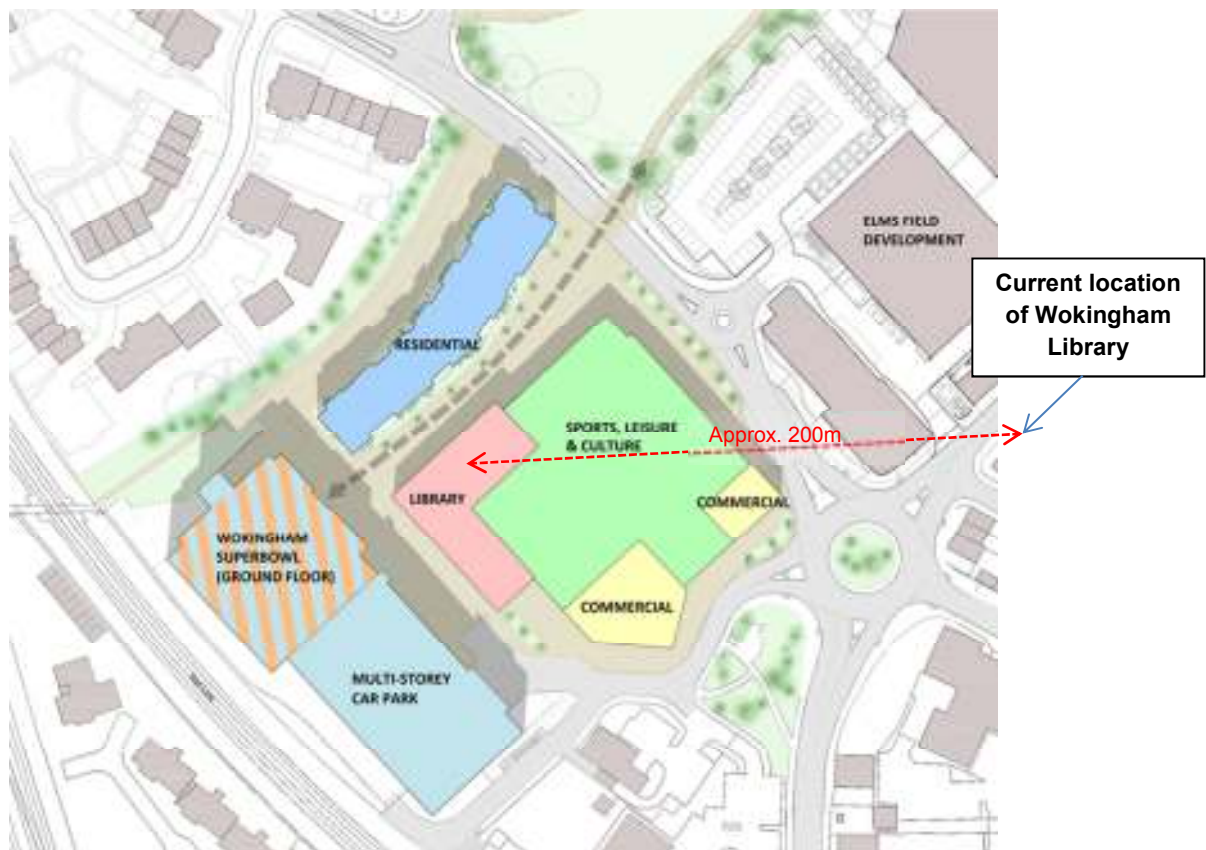 ELMS FIELD
DEVELOPMENT
Current location
of Wokingham
Library
RESIDENTIAL
SPORTS, LEISURE
& CULTURE
Approx. 200m
LIBRARY
COMMERCIAL
WOKINGHAM
SUPERBOWL
(GROUND FLOOR)
COMMERCIAL
MULTI-STOREY
CAR PARK